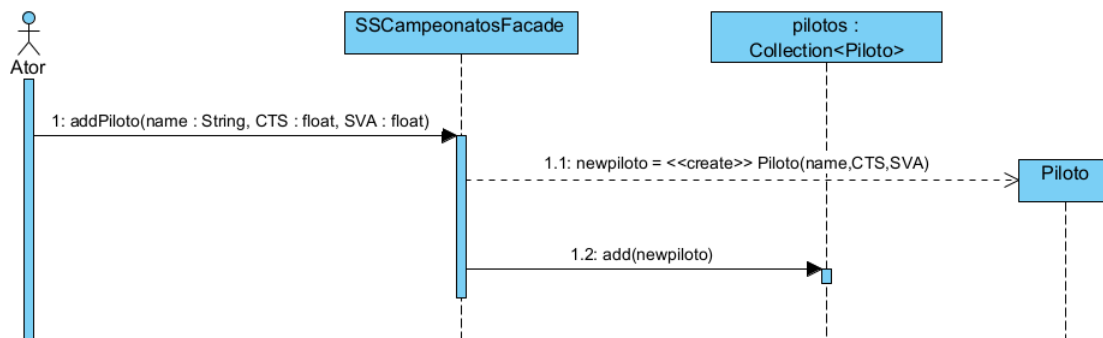 SSCampeonatosFacade
pilotos :
Collection<Piloto>
Ator
1: addPiloto(name : String, CTS : float, SVA : float)
1.1: newpiloto = <<create>> Piloto(name,CTS,SVA)
Piloto
1.2: add(newpiloto)